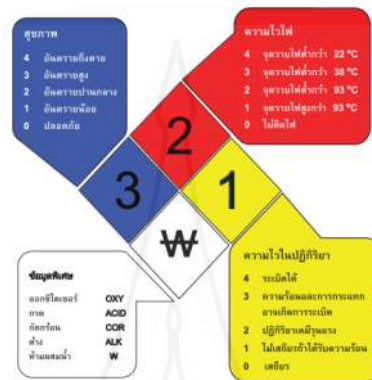 สุขภาพ
4 อันตรายถึงตาย
3 อันตรายสูง
2 อันตรายปานกลาง
1 อันตรายน้อย
0 ปลอดภัย
ความไวไฟ
4 จุดวาบไฟต่ำกว่า 22 °C
3 จุดวาบไฟต่ำกว่า 38 °C
2 จุดวาบไฟต่ำกว่า 93 °C
1 จุดวาบไฟสูงกว่า 93 °C
0 ไม่ติดไฟ
2
3
1
W
ข้อมูลพิเศษ
ออกซิไดเซอร์ OXY
กรด ACID
กัดกร่อน COR
ด่าง ALK
ห้ามผสมน้ำ W
ความไวในปฏิกิริยา
4 ระเบิดได้
3 ความร้อนและการกระแทก
อาจเกิดการระเบิด
2 ปฏิกิริยาเคมีรุนแรง
1 ไม่เสถียรถ้าได้รับความร้อน
0 เสถียร